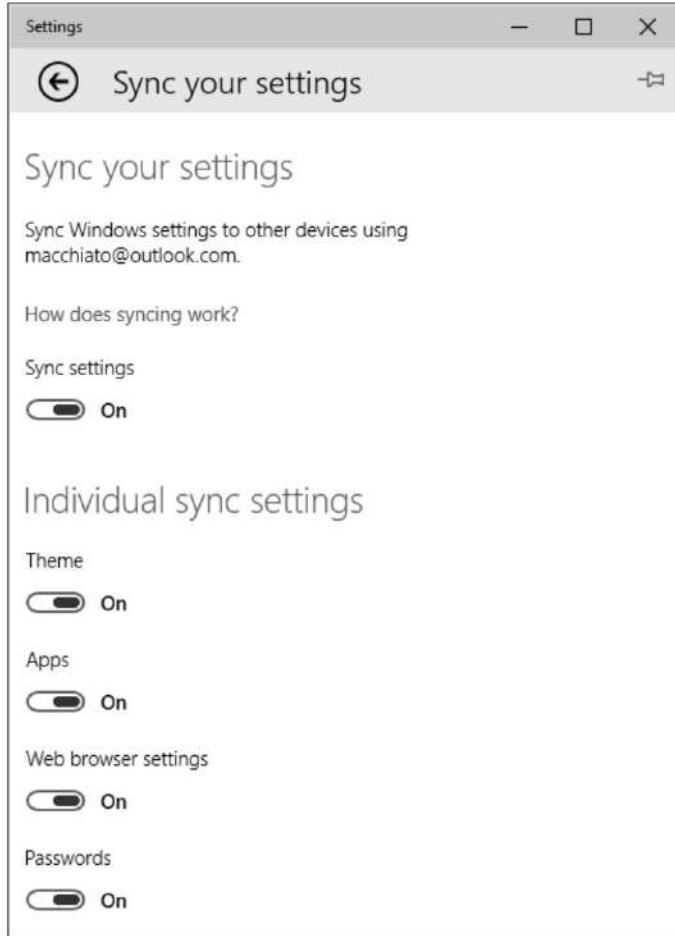 Settings
Sync your settings
Sync your settings
Sync Windows settings to other devices using
macchiato@outlook.com.
How does syncing work?
Sync settings
On
Individual sync settings
Theme
On
Apps
On
Web browser settings
On
Passwords
On